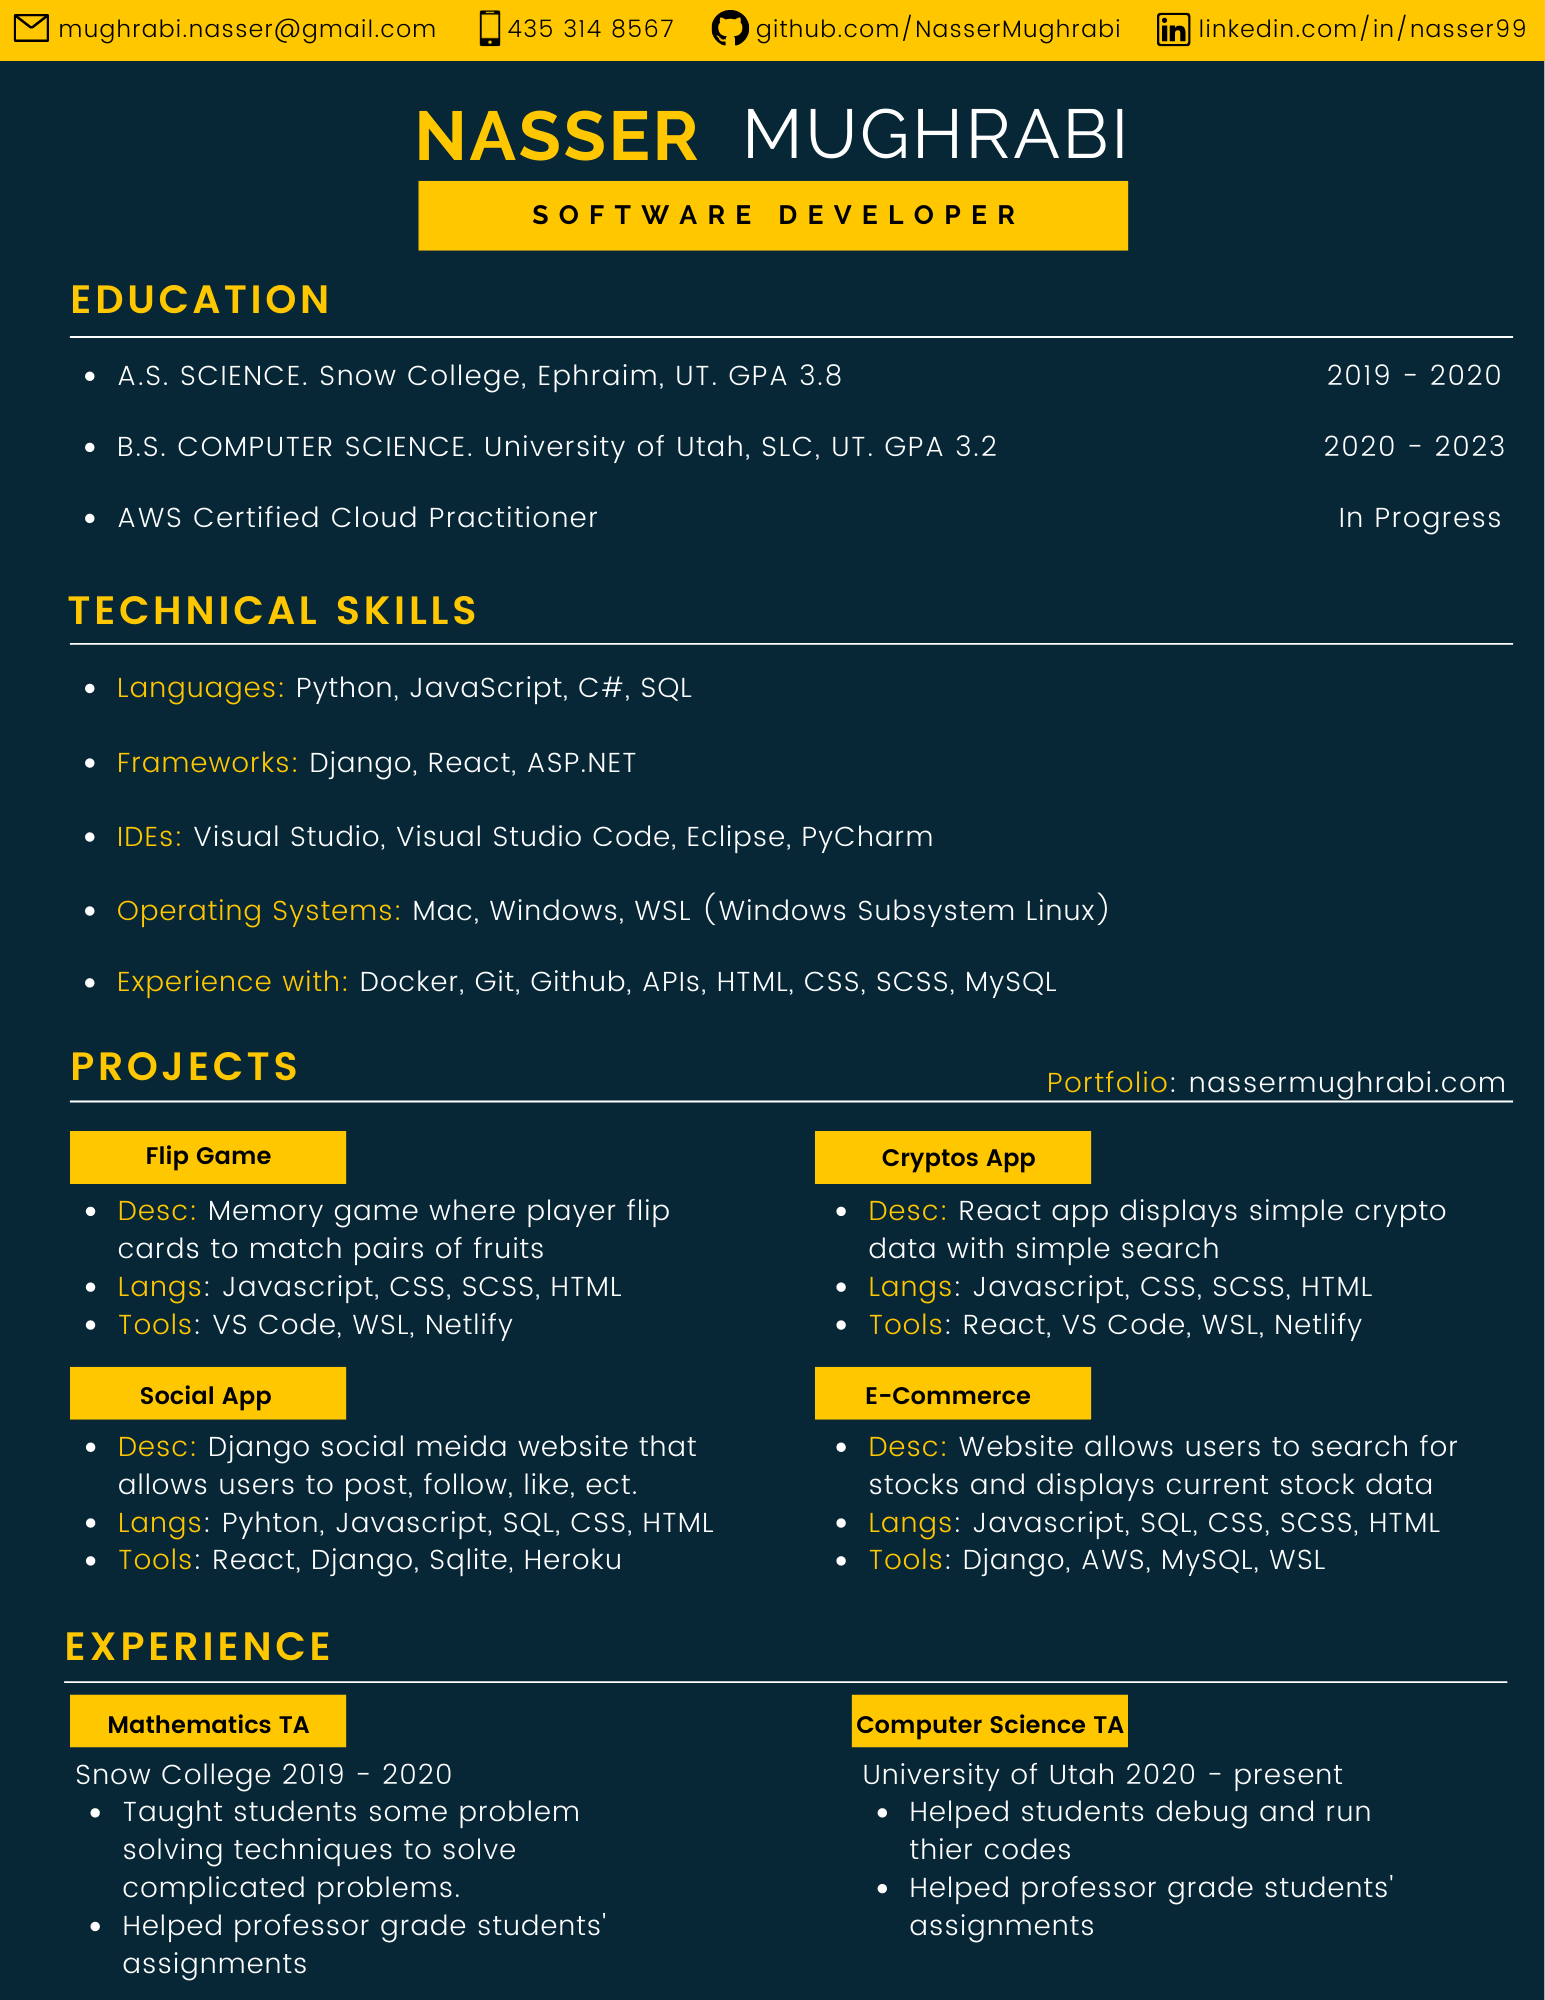 mughrabi.nasser@gmail.com 435 314 8567 github.com/NasserMughrabi linkedin.com/in/nasser99
NASSER MUGHRABI
SOFTWARE DEVELOPER
EDUCATION
• A.S. SCIENCE. Snow College, Ephraim, UT. GPA 3.8 2019 - 2020
• B.S. COMPUTER SCIENCE. University of Utah, SLC, UT. GPA 3.2 2020 - 2023
• AWS Certified Cloud Practitioner In Progress
TECHNICAL SKILLS
• Languages: Python, JavaScript, C#, SQL
• Frameworks: Django, React, ASP.NET
• IDEs: Visual Studio, Visual Studio Code, Eclipse, PyCharm
• Operating Systems: Mac, Windows, WSL (Windows Subsystem Linux)
• Experience with: Docker, Git, Github, APIs, HTML, CSS, SCSS, MySQL
PROJECTS
Portfolio: nassermughrabi.com
Flip Game
• Desc: Memory game where player flip
cards to match pairs of fruits
• Langs: Javascript, CSS, SCSS, HTML
• Tools: VS Code, WSL, Netlify
Cryptos App
• Desc: React app displays simple crypto
data with simple search
• Langs: Javascript, CSS, SCSS, HTML
• Tools: React, VS Code, WSL, Netlify
Social App
• Desc: Django social meida website that
allows users to post, follow, like, ect.
• Langs: Pyhton, Javascript, SQL, CSS, HTML
• Tools: React, Django, Sqlite, Heroku
E-Commerce
• Desc: Website allows users to search for
stocks and displays current stock data
• Langs: Javascript, SQL, CSS, SCSS, HTML
• Tools: Django, AWS, MySQL, WSL
EXPERIENCE
Mathematics TA
Snow College 2019 - 2020
• Taught students some problem
solving techniques to solve
complicated problems.
• Helped professor grade students'
assignments
Computer Science TA
University of Utah 2020 - present
• Helped students debug and run
thier codes
• Helped professor grade students'
assignments